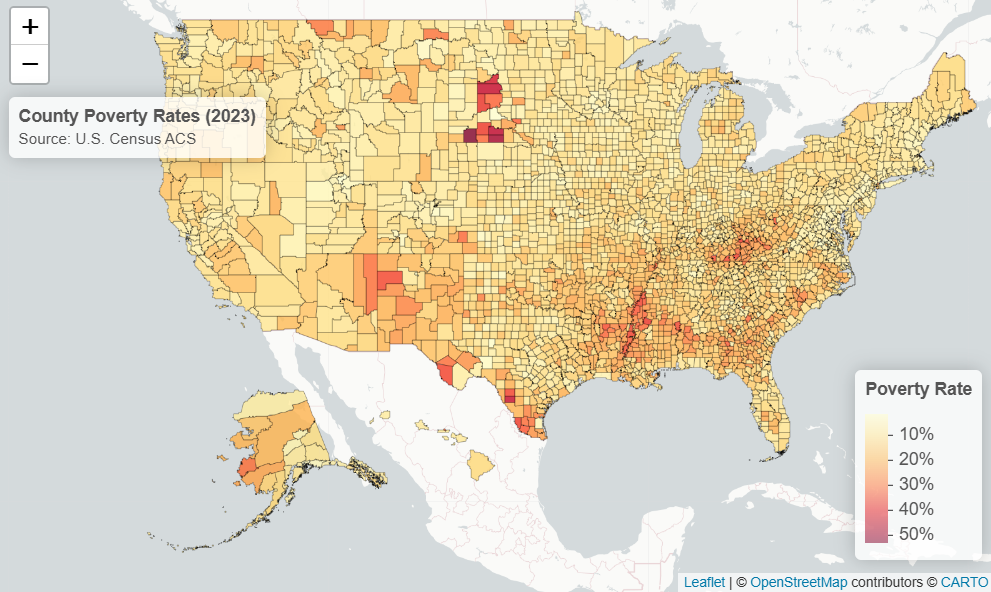 +
−
County Poverty Rates (2023)
Source: U.S. Census ACS
Poverty Rate
10%
20%
30%
40%
50%
Leaflet | © OpenStreetMap contributors © CARTO